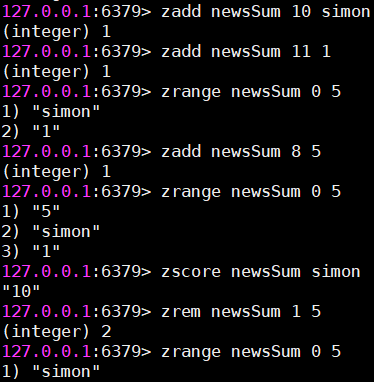 127.0.0.1:6379> zadd newsSum 10 simon
(integer) 1
127.0.0.1:6379> zadd newsSum 11 1
(integer) 1
127.0.0.1:6379> zrange newsSum 0 5
1) "simon"
2) "1"
127.0.0.1:6379> zadd newsSum 8 5
(integer) 1
127.0.0.1:6379> zrange newsSum 0 5
1) "5"
2) "simon"
3) "1"
127.0.0.1:6379> zscore newsSum simon
"10"
127.0.0.1:6379> zrem newsSum 1 5
(integer) 2
127.0.0.1:6379> zrange newsSum 0 5
1) "simon"